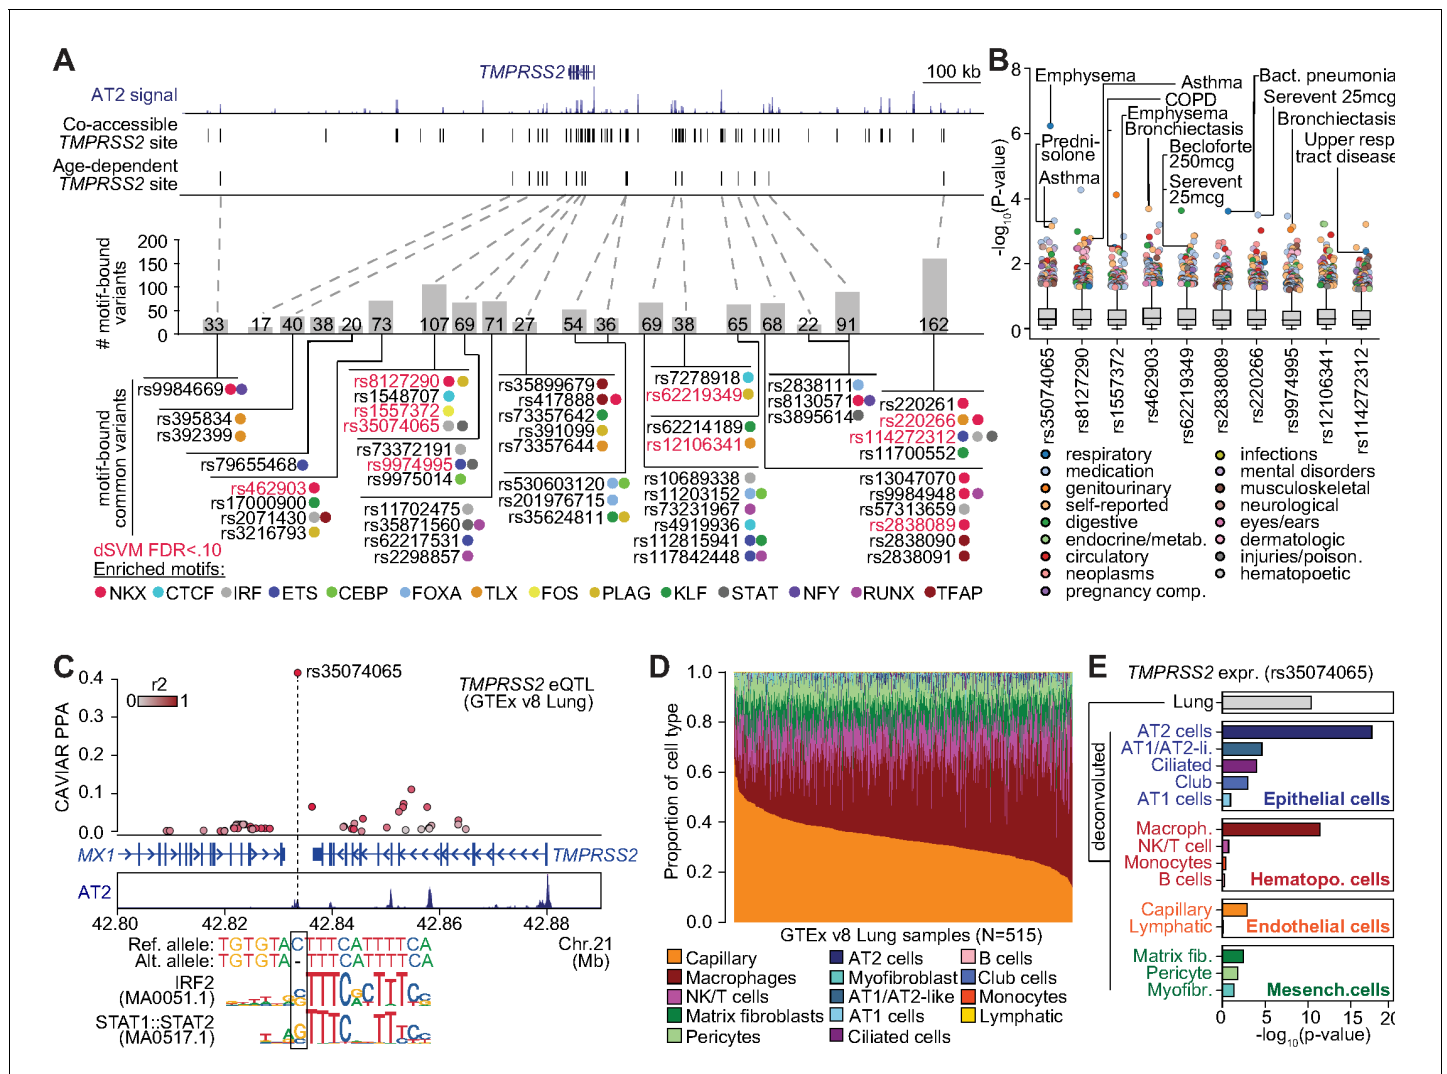 A
TMPRSS2
100 kb
AT2 signal
Co-accessible
TMPRSS2 site
Age-dependent
TMPRSS2 site
# motif-bound
variants
200
150
100
50
0
33
17
40
38
20
73
107
69
71
27
54
36
69
38
65
68
22
91
162
motif-bound
common variants
rs9984669
rs395834
rs392399
rs79655468
rs462903
rs17000900
rs2071430
rs3216793
rs8127290
rs1548707
rs1557372
rs35074065
rs73372191
rs9974995
rs9975014
rs11702475
rs35871560
rs62217531
rs2298857
rs35899679
rs417888
rs73357642
rs391099
rs73357644
rs530603120
rs201976715
rs35624811
rs7278918
rs62219349
rs62214189
rs12106341
rs10689338
rs11203152
rs73231967
rs4919936
rs112815941
rs117842448
rs2838111
rs8130571
rs3895614
rs220261
rs220266
rs114272312
rs11700552
rs13047070
rs9984948
rs57313659
rs2838089
rs2838090
rs2838091
dSVM FDR<.10
Enriched motifs:
NKX CTCF IRF ETS CEBP FOXA TLX FOS PLAG KLF STAT NFY RUNX TFAP
B
-log10(P-value)
8
6
4
2
0
Emphysema
Predni-
solone
Asthma
Asthma
COPD
Emphysema
Bronchiectasis
Becloforte
250mcg
Serevent
25mcg
Bact. pneumonia
Serevent 25mcg
Bronchiectasis
Upper resp
tract disease
rs35074065
rs8127290
rs1557372
rs462903
rs62219349
rs2838089
rs220266
rs9974995
rs12106341
rs114272312
respiratory
medication
genitourinary
self-reported
digestive
endocrine/metab.
circulatory
neoplasms
pregnancy comp.
infections
mental disorders
musculoskeletal
neurological
eyes/ears
dermatologic
injuries/poison.
hematopoetic
C
CAVIAR PPA
0.4
0.3
0.2
0.1
0.0
r2
0 1
rs35074065
TMPRSS2 eQTL
(GTEx v8 Lung)
MX1
TMPRSS2
AT2
42.80 42.82 42.84 42.86 42.88
Chr.21
(Mb)
Ref. allele: TGTGTACTTTCATTTTCA
Alt. allele: TGTGTA-TTTCATTTTCA
IRF2
(MA0051.1)
STAT1::STAT2
(MA0517.1)
D
Proportion of cell type
1.0
0.8
0.6
0.4
0.2
0.0
GTEx v8 Lung samples (N=515)
Capillary
Macrophages
NK/T cells
Matrix fibroblasts
Pericytes
AT2 cells
Myofibroblast
AT1/AT2-like
AT1 cells
Ciliated cells
B cells
Club cells
Monocytes
Lymphatic
E
TMPRSS2 expr. (rs35074065)
deconvoluted
Lung
AT2 cells
AT1/AT2-li.
Ciliated
Club
AT1 cells
Epithelial cells
Macroph.
NK/T cell
Monocytes
B cells
Hematopo. cells
Capillary
Lymphatic
Endothelial cells
Matrix fib.
Pericyte
Myofibr.
Mesench.cells
0 5 10 15 20
-log10(p-value)